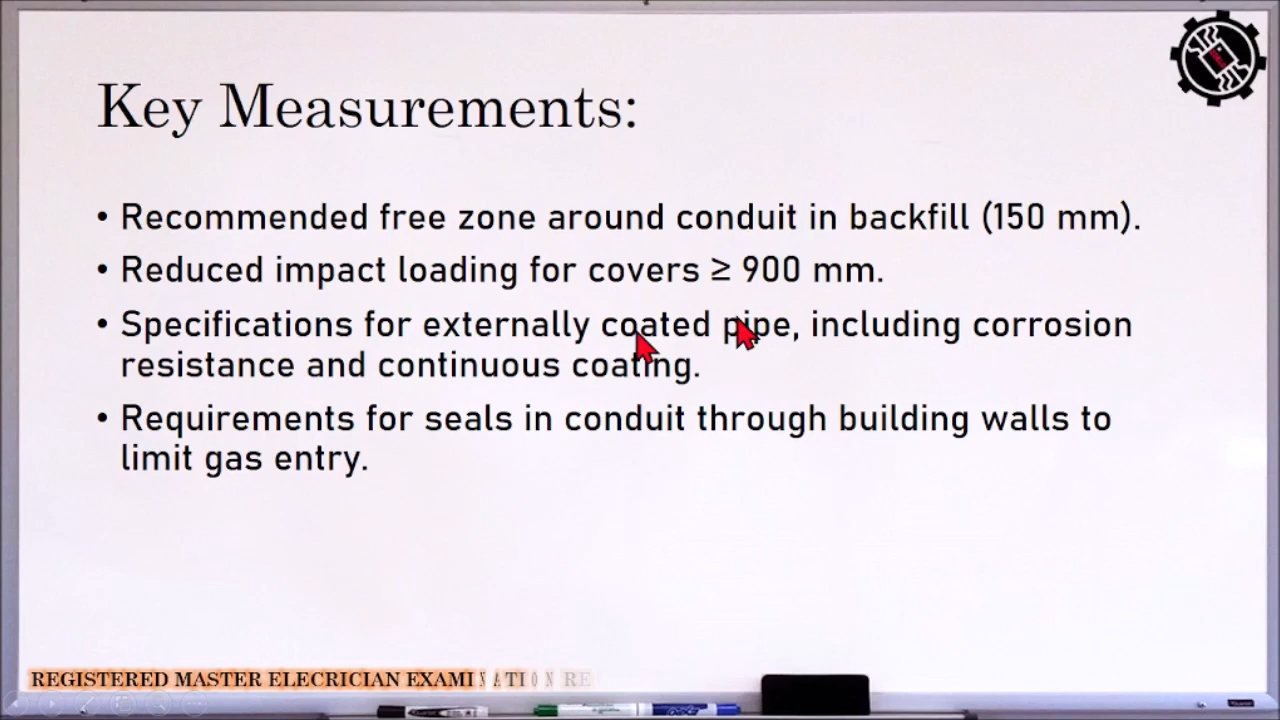 Key Measurements:
• Recommended free zone around conduit in backfill (150 mm).
• Reduced impact loading for covers ≥ 900 mm.
• Specifications for externally coated pipe, including corrosion
resistance and continuous coating.
• Requirements for seals in conduit through building walls to
limit gas entry.
REGISTERED MASTER ELECRICIAN EXAMINATION RE